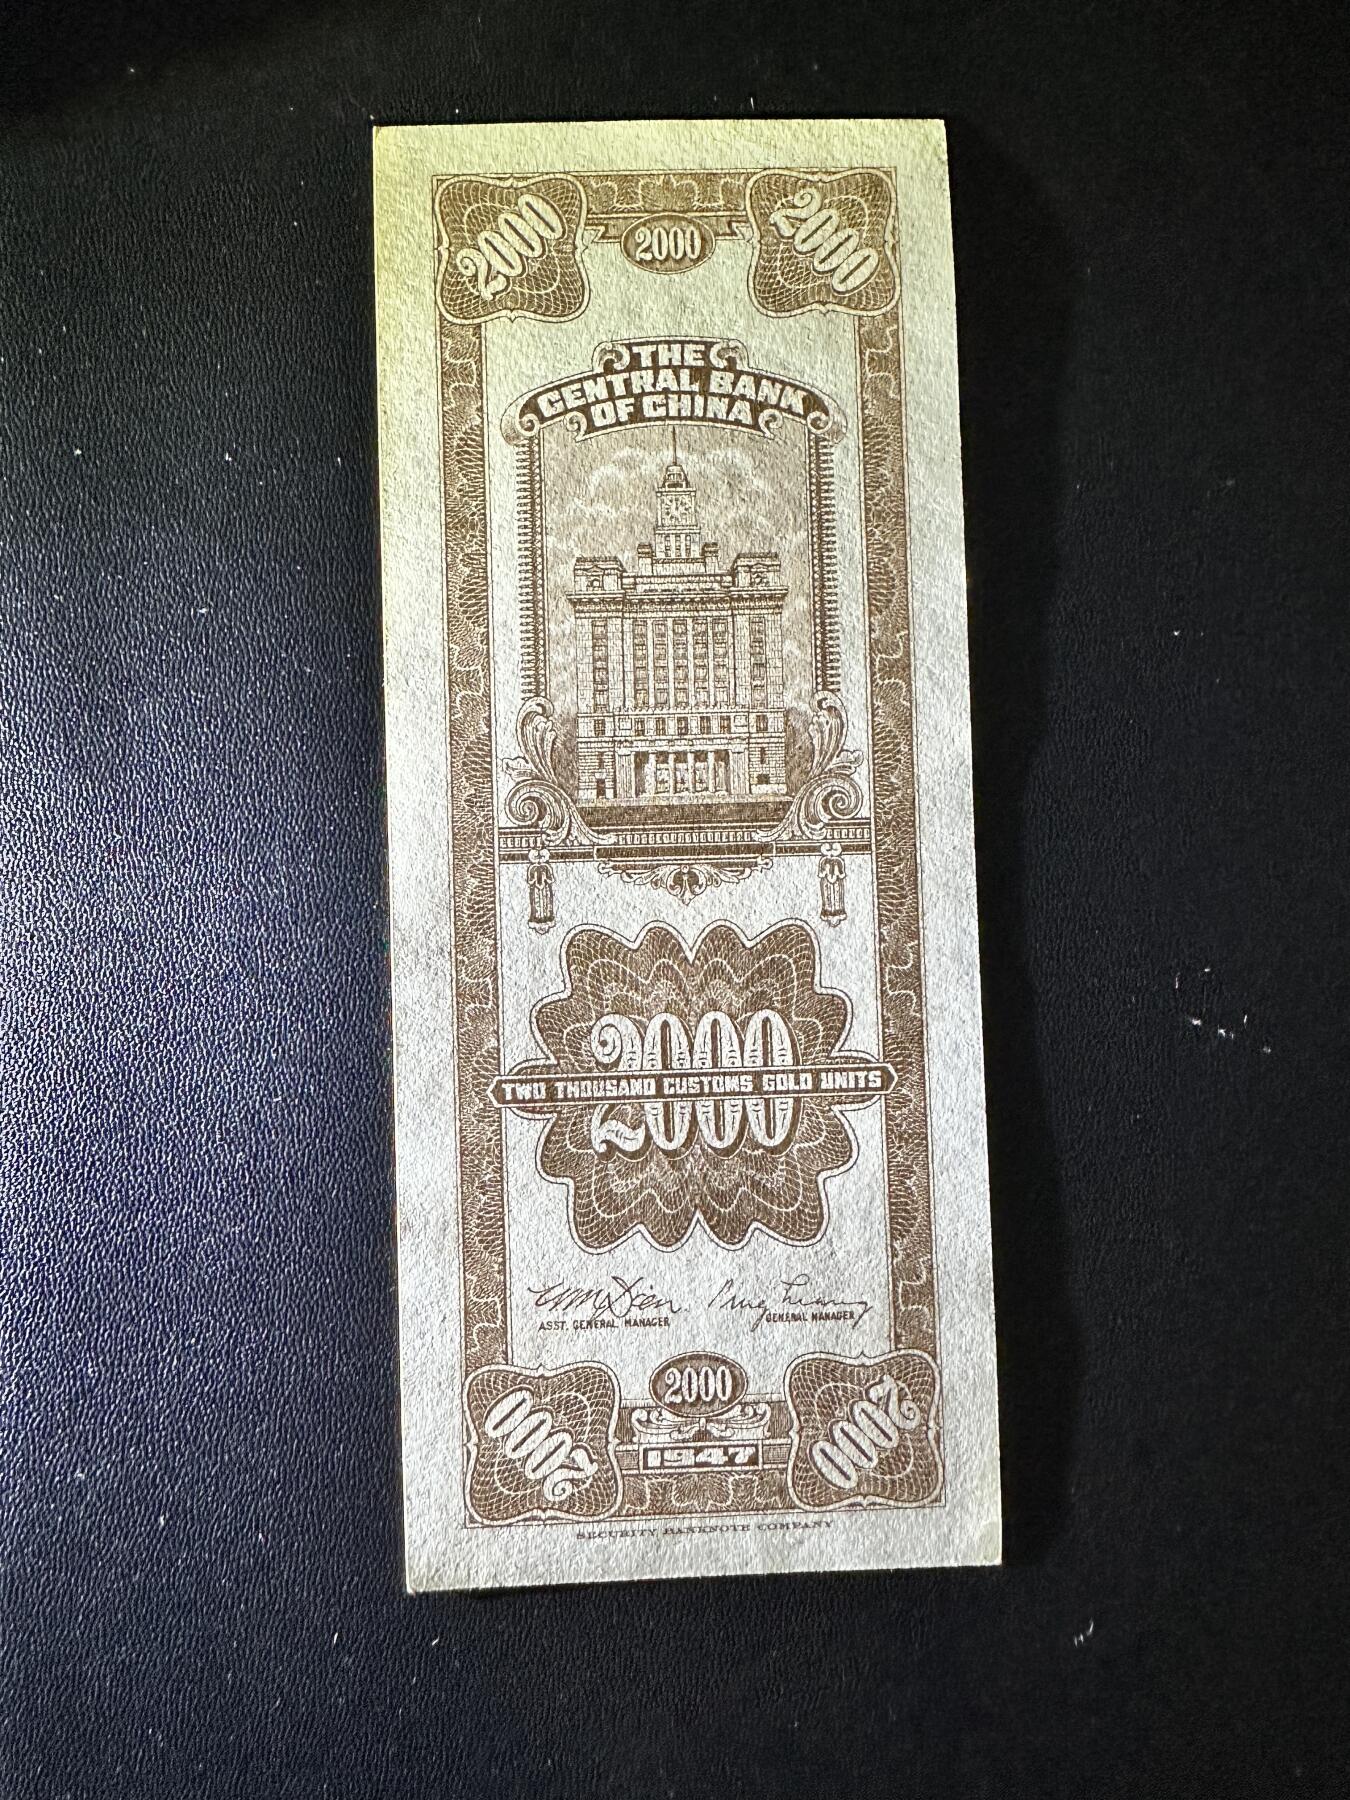 2000
2000
2000
THE
CENTRAL BANK
OF CHINA
2000
TWO THOUSAND CUSTOMS GOLD UNITS
ASST. GENERAL MANAGER
GENERAL MANAGER
2000
2000
2000
1947
SECURITY BANKNOTE COMPANY